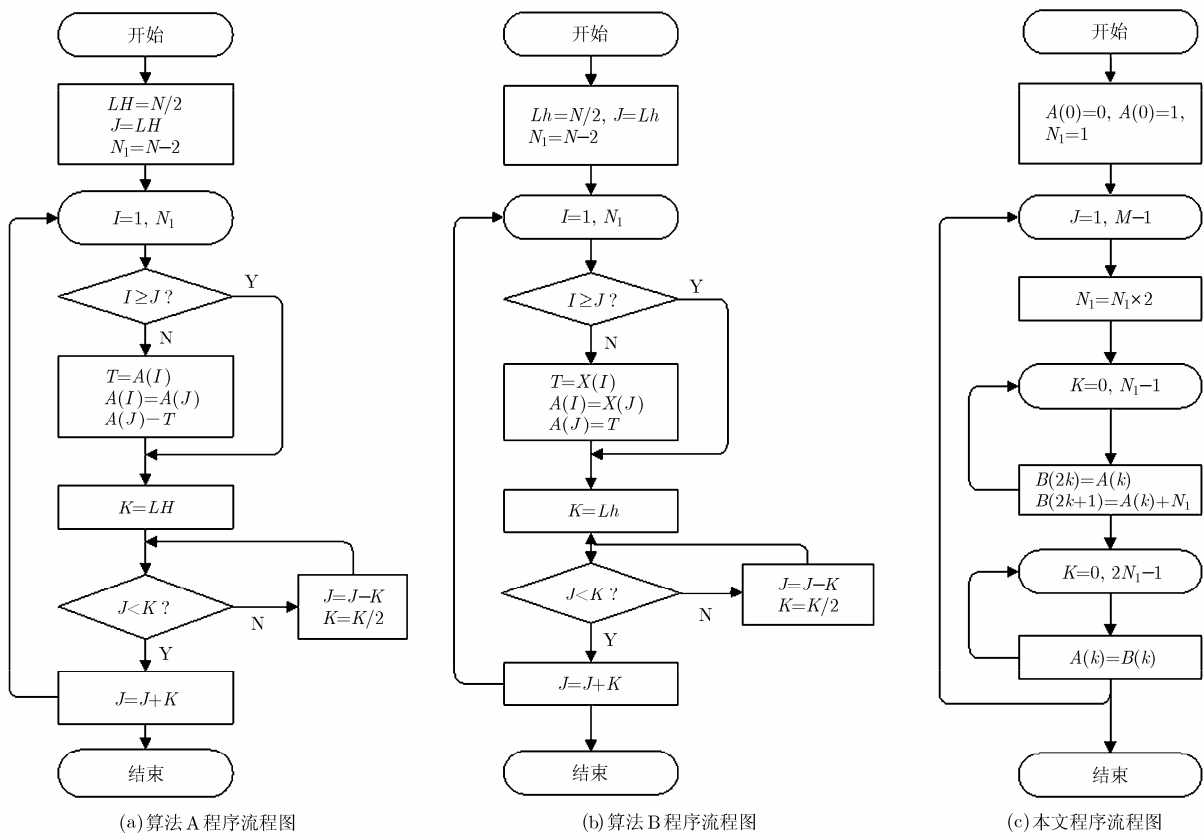 开始
LH=N/2
J=LH
N₁=N−2
I=1, N₁
I≥J?
Y
N
T=A(I)
A(I)=A(J)
A(J)−T
K=LH
J<K?
N
J=J−K
K=K/2
Y
J=J+K
结束
(a)算法A程序流程图
开始
Lh=N/2, J=Lh
N₁=N−2
I=1, N₁
I≥J?
Y
N
T=X(I)
A(I)=X(J)
A(J)=T
K=Lh
J<K?
N
J=J−K
K=K/2
Y
J=J+K
结束
(b)算法B程序流程图
开始
A(0)=0, A(0)=1,
N₁=1
J=1, M−1
N₁=N₁×2
K=0, N₁−1
B(2k)=A(k)
B(2k+1)=A(k)+N₁
K=0, 2N₁−1
A(k)=B(k)
结束
(c)本文程序流程图